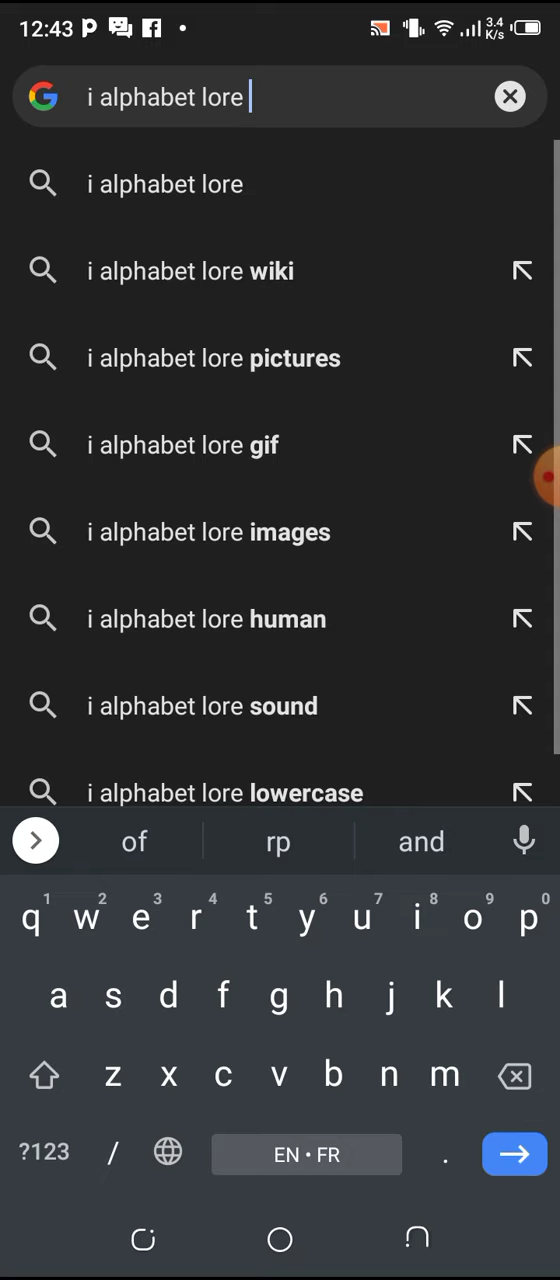 12:43 3.4 K/s
i alphabet lore
i alphabet lore
i alphabet lore wiki
i alphabet lore pictures
i alphabet lore gif
i alphabet lore images
i alphabet lore human
i alphabet lore sound
i alphabet lore lowercase
of rp and
1 2 3 4 5 6 7 8 9 0
q w e r t y u i o p
a s d f g h j k l
z x c v b n m
?123 / EN • FR .